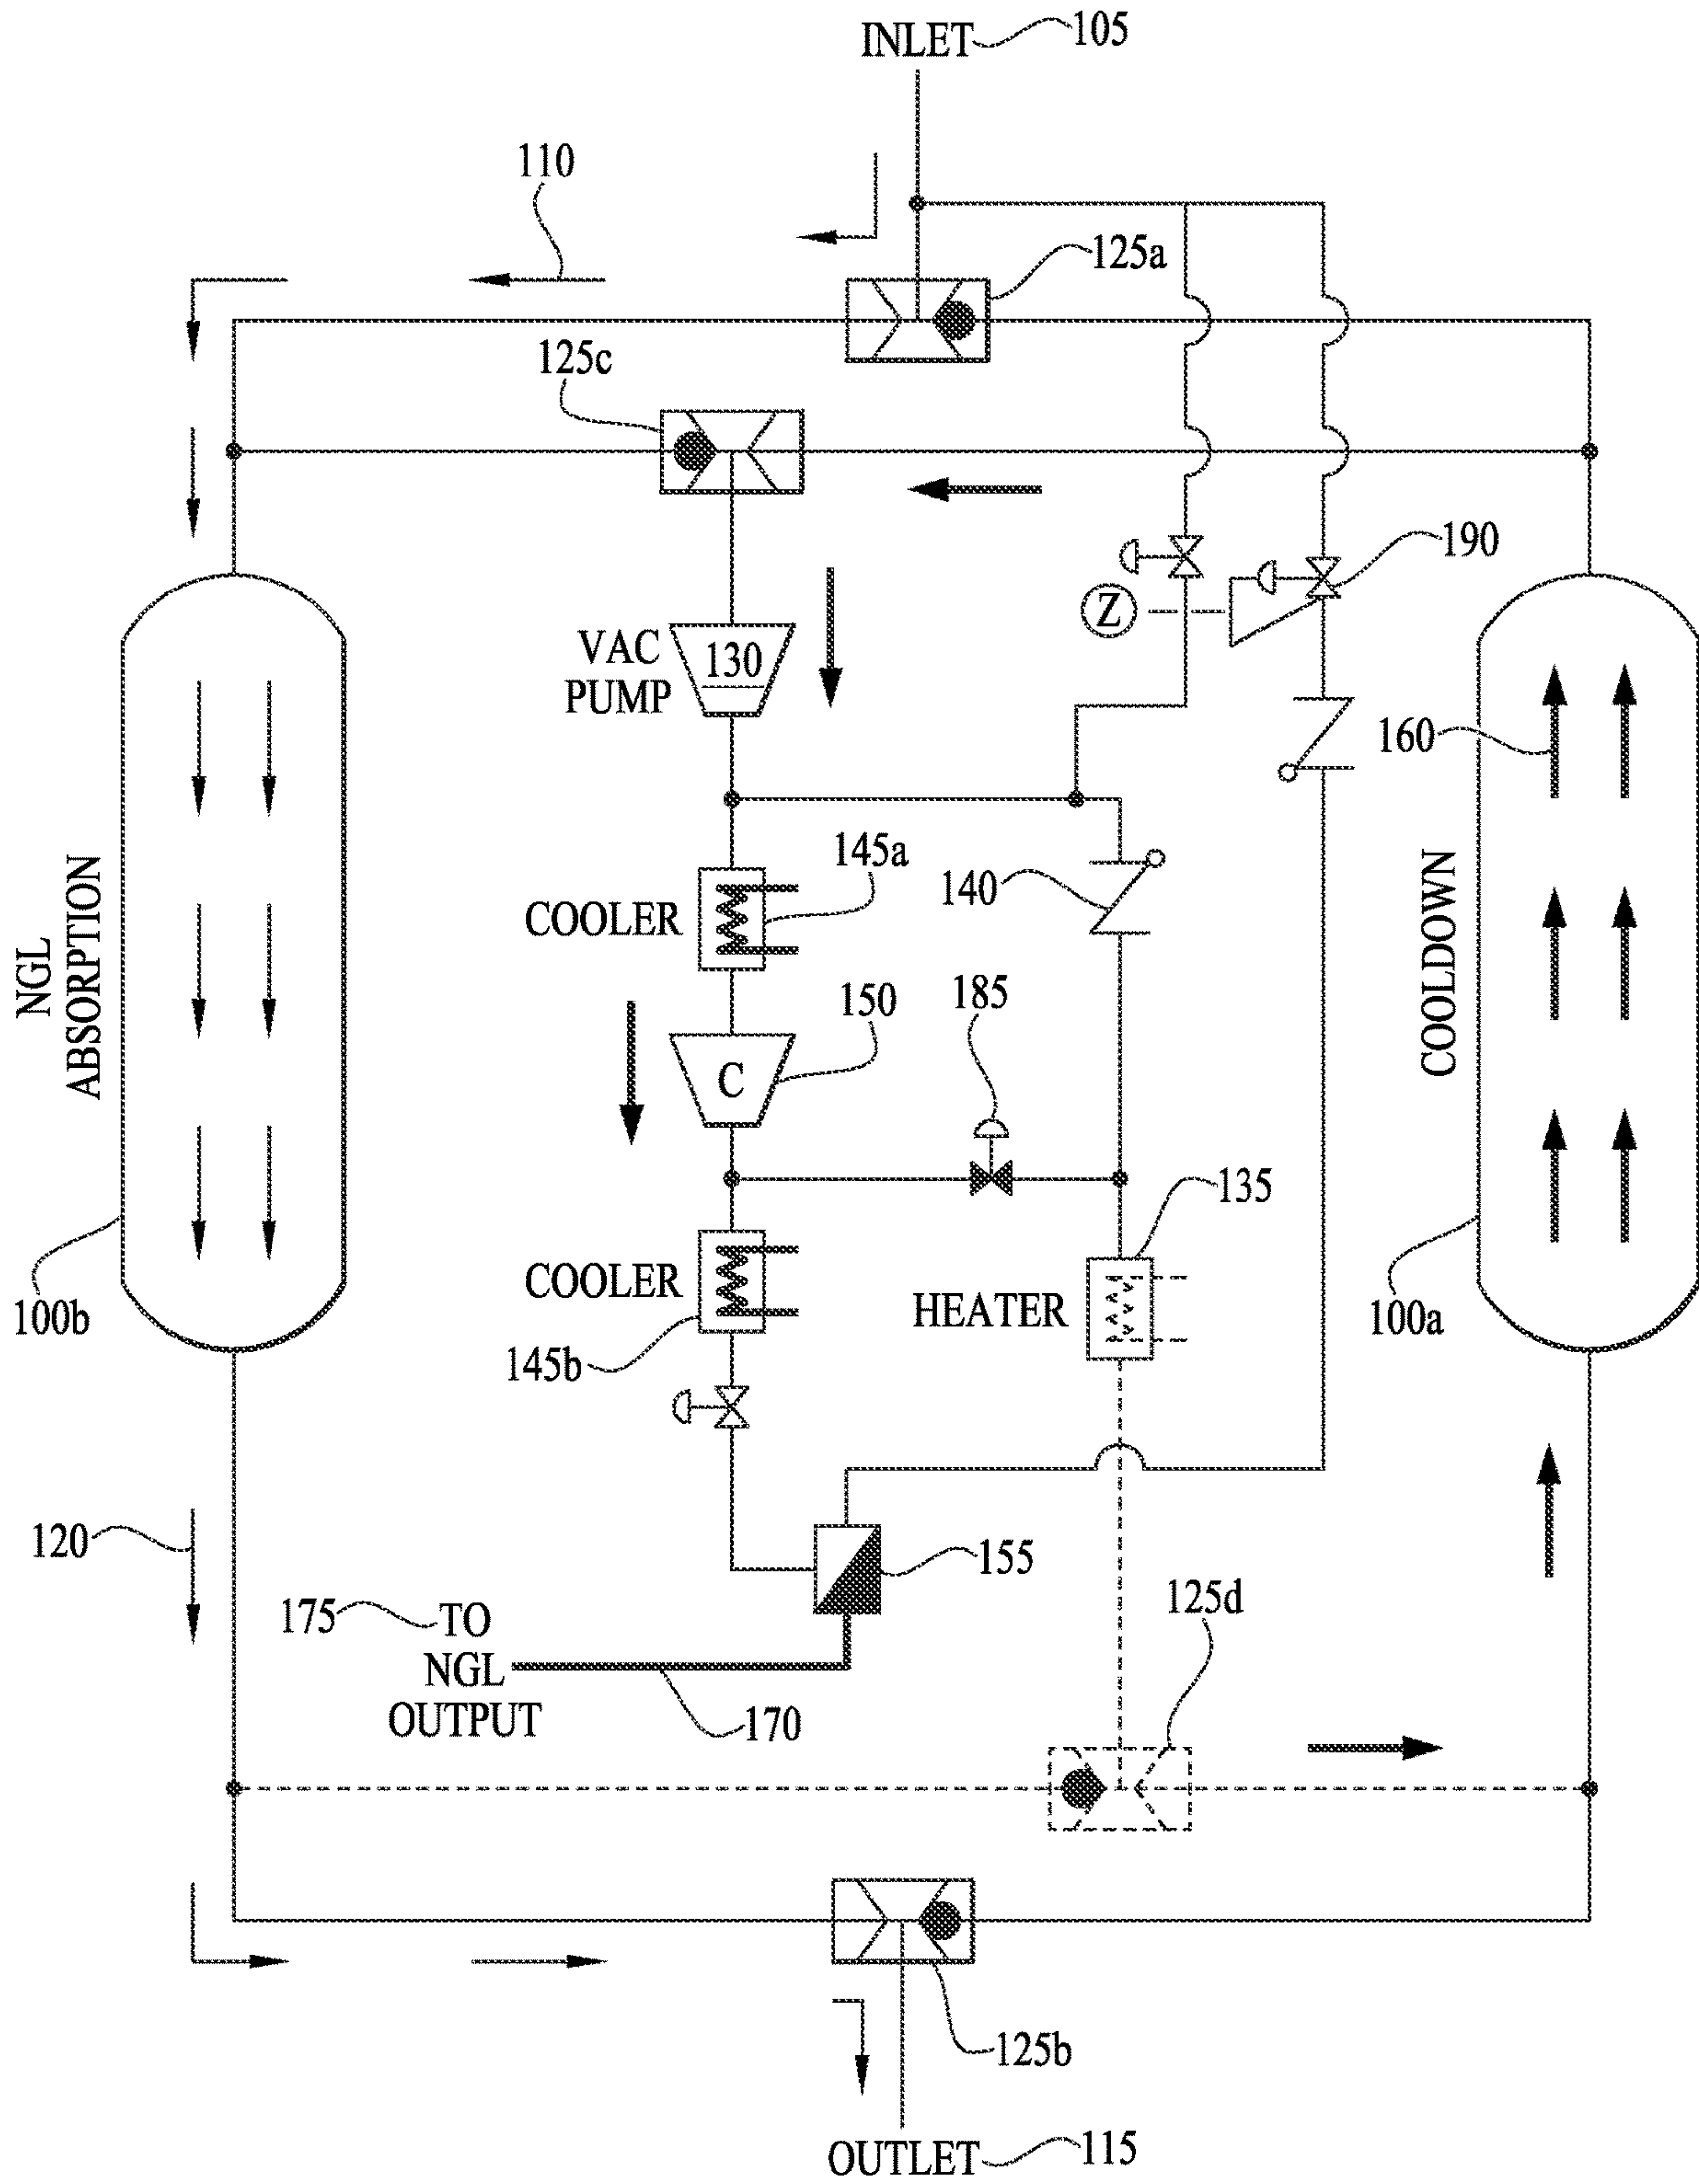 INLET 105
110
125a
125c
190
Z
VAC
PUMP
130
160
145a
140
COOLER
NGL
ABSORPTION
COOLDOWN
150
185
C
135
COOLER
HEATER
100b
100a
145b
120
155
125d
175 TO
NGL
OUTPUT
170
125b
OUTLET 115